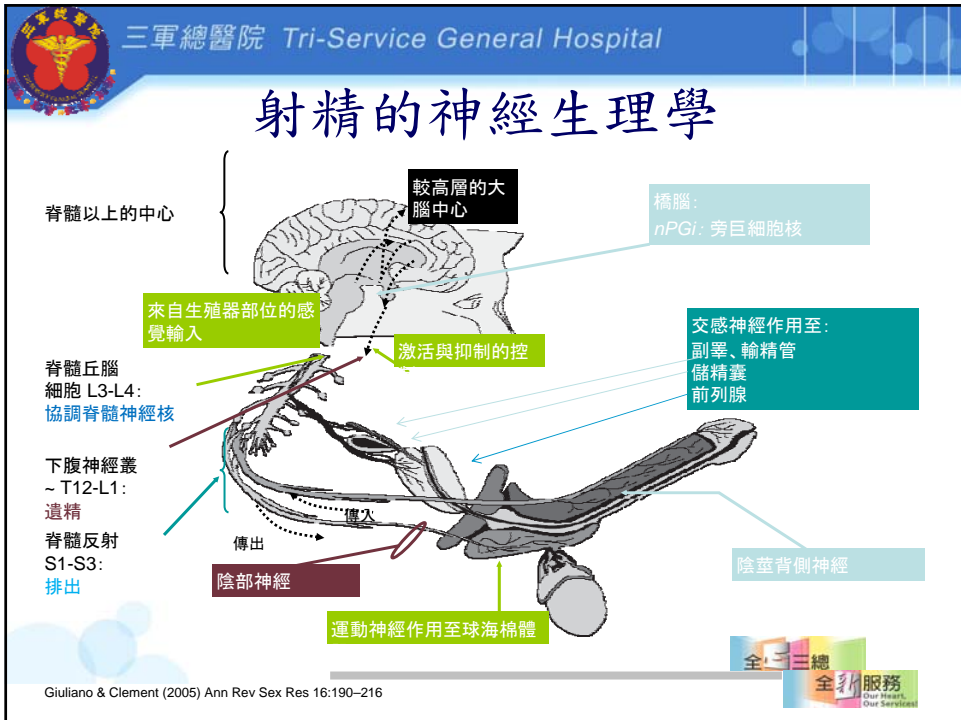 三軍總醫院
三軍總醫院 Tri-Service General Hospital
射精的神經生理學
脊髓以上的中心
較高層的大
腦中心
橋腦:
nPGi: 旁巨細胞核
來自生殖器部位的感
覺輸入
激活與抑制的控
交感神經作用至:
副睪、輸精管
儲精囊
前列腺
脊髓丘腦
細胞 L3-L4:
協調脊髓神經核
下腹神經叢
~ T12-L1:
遺精
脊髓反射
S1-S3:
排出
傳入
傳出
陰部神經
陰莖背側神經
運動神經作用至球海棉體
Giuliano & Clement (2005) Ann Rev Sex Res 16:190–216
全心三總
全新服務
Our Heart,
Our Services!